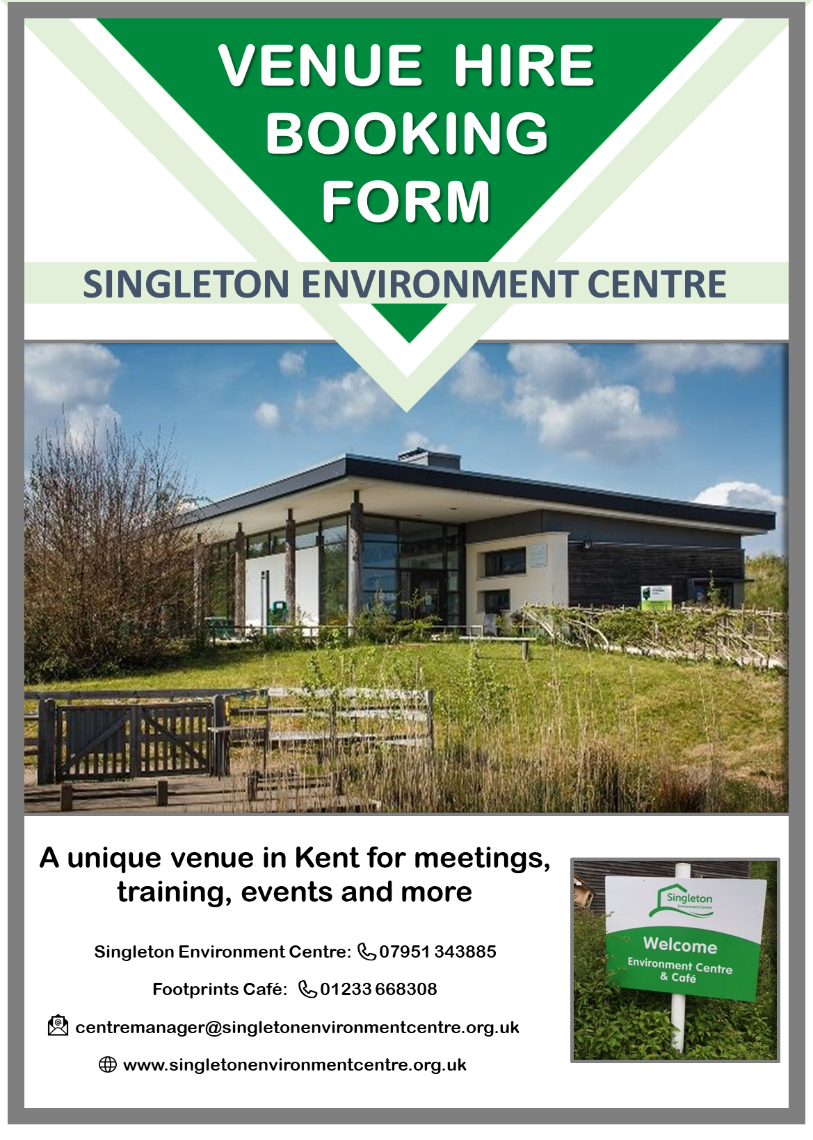 VENUE HIRE
BOOKING
FORM
SINGLETON ENVIRONMENT CENTRE
A unique venue in Kent for meetings,
training, events and more
Singleton Environment Centre: 07951 343885
Footprints Café: 01233 668308
centremanager@singletonenvironmentcentre.org.uk
www.singletonenvironmentcentre.org.uk
Singleton
Environment Centre
Welcome
Environment Centre
& Café